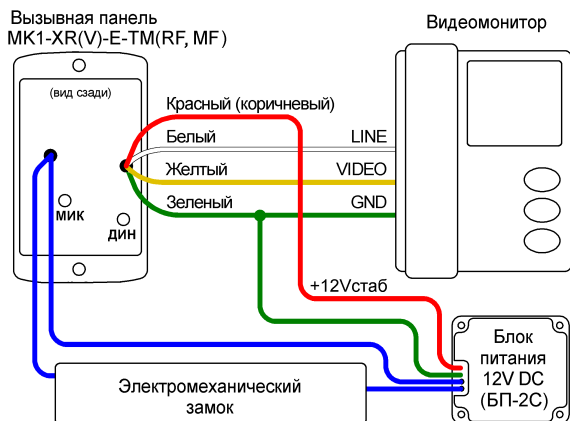 Вызывная панель
MK1-XR(V)-E-TM(RF, MF)
Видеомонитор
(вид сзади)
Красный (коричневый)
Белый
LINE
Желтый
VIDEO
Зеленый
GND
мик
дин
+12Vстаб
Блок
питания
12V DC
(БП-2С)
Электромеханический
замок